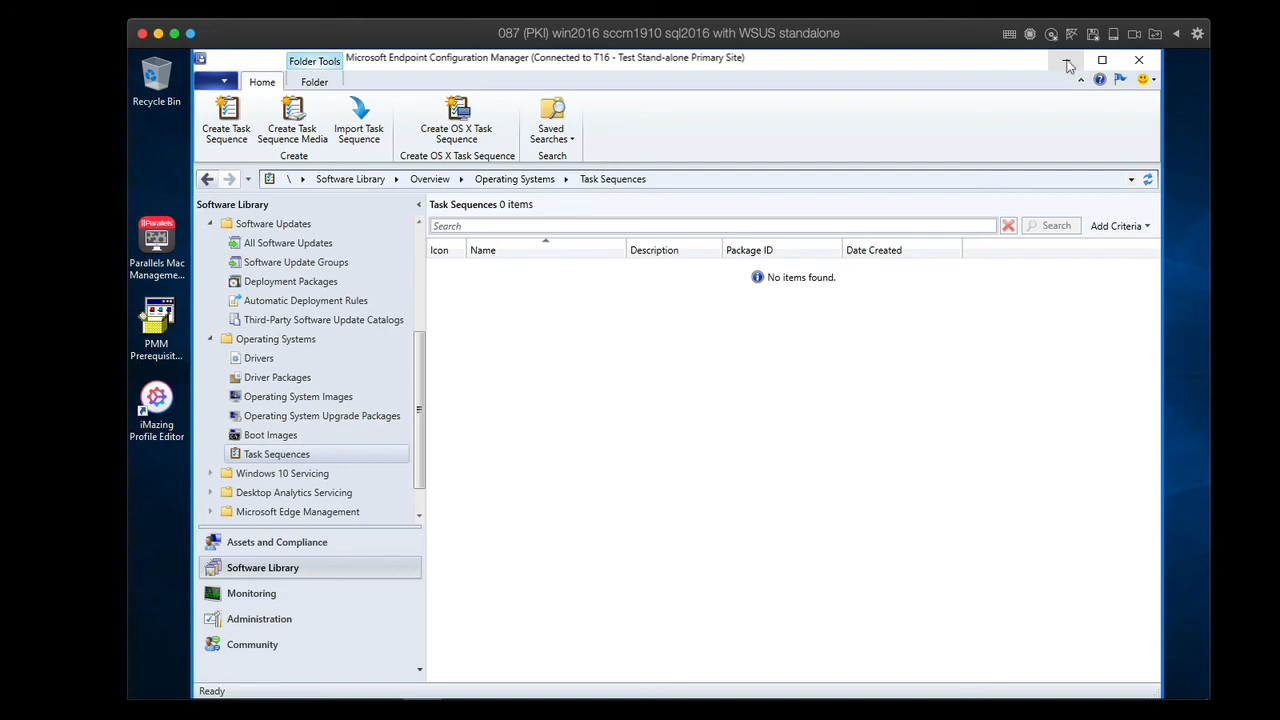 087 (PKI) win2016 sccm1910 sql2016 with WSUS standalone
Recycle Bin
Parallels
Parallels Mac
Manageme...
PMM
Prerequisit...
iMazing
Profile Editor
Folder Tools
Microsoft Endpoint Configuration Manager (Connected to T16 - Test Stand-alone Primary Site)
Home
Folder
Create Task
Sequence
Create Task
Sequence Media
Import Task
Sequence
Create
Create OS X Task
Sequence
Create OS X Task Sequence
Saved
Searches
Search
\ Software Library Overview Operating Systems Task Sequences
Software Library
Software Updates
All Software Updates
Software Update Groups
Deployment Packages
Automatic Deployment Rules
Third-Party Software Update Catalogs
Operating Systems
Drivers
Driver Packages
Operating System Images
Operating System Upgrade Packages
Boot Images
Task Sequences
Windows 10 Servicing
Desktop Analytics Servicing
Microsoft Edge Management
Assets and Compliance
Software Library
Monitoring
Administration
Community
Task Sequences 0 items
Search
Search
Add Criteria
Icon Name Description Package ID Date Created
No items found.
Ready